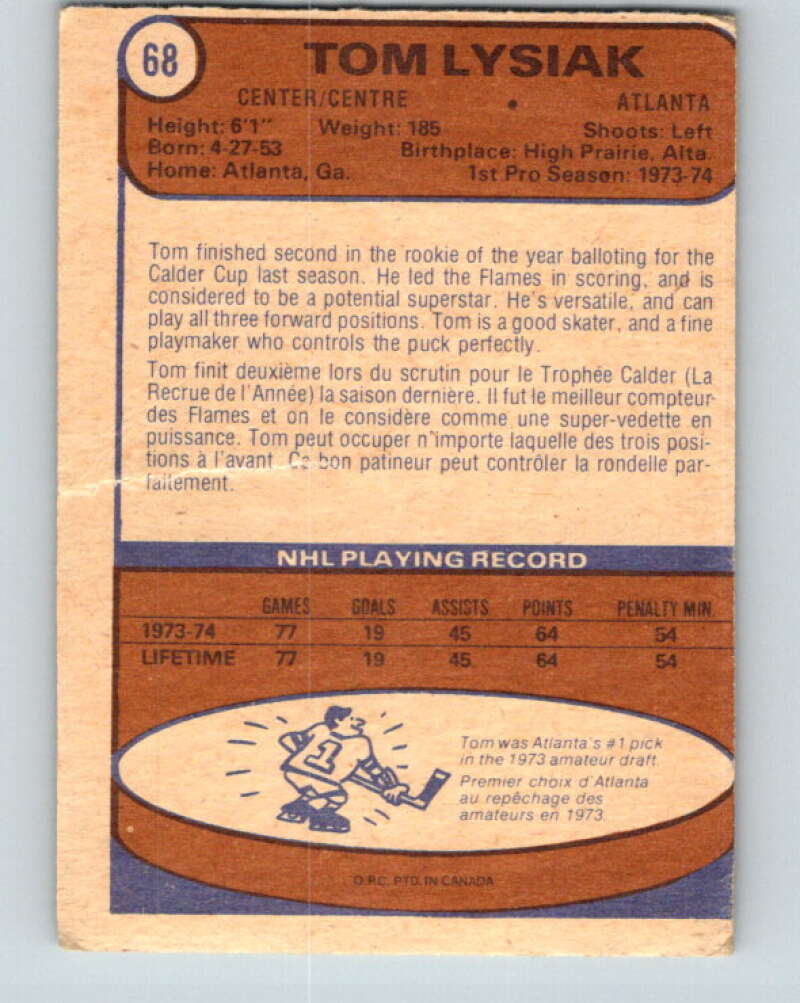 68
TOM LYSIAK
CENTER/CENTRE • ATLANTA
Height: 6'1" Weight: 185 Shoots: Left
Born: 4-27-53 Birthplace: High Prairie, Alta.
Home: Atlanta, Ga. 1st Pro Season: 1973-74
Tom finished second in the rookie of the year balloting for the
Calder Cup last season. He led the Flames in scoring, and is
considered to be a potential superstar. He's versatile, and can
play all three forward positions. Tom is a good skater, and a fine
playmaker who controls the puck perfectly.
Tom finit deuxième lors du scrutin pour le Trophée Calder (La
Recrue de l'Année) la saison dernière. Il fut le meilleur compteur-
des Flames et on le considère comme une super-vedette en
puissance. Tom peut occuper n'importe laquelle des trois posi-
tions à l'avant. Ce bon patineur peut contrôler la rondelle par-
faitement.
NHL PLAYING RECORD
GAMES GOALS ASSISTS POINTS PENALTY MIN.
1973-74 77 19 45 64 54
LIFETIME 77 19 45 64 54
1
Tom was Atlanta's #1 pick
in the 1973 amateur draft.
Premier choix d'Atlanta
au repêchage des
amateurs en 1973.
O.P.C. PTD. IN CANADA